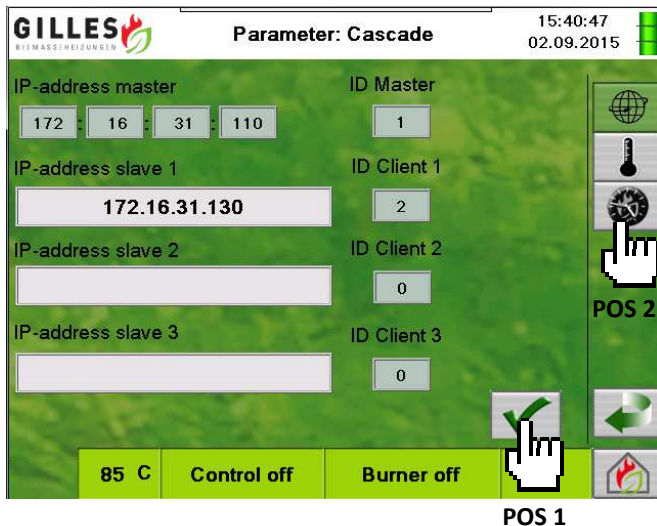 GILLES
BIOMASSEHEIZUNGEN
Parameter: Cascade
15:40:47
02.09.2015
IP-address master
ID Master
172 : 16 : 31 : 110
1
IP-address slave 1
ID Client 1
172.16.31.130
2
IP-address slave 2
ID Client 2
0
IP-address slave 3
ID Client 3
0
POS 2
85 C Control off Burner off
POS 1